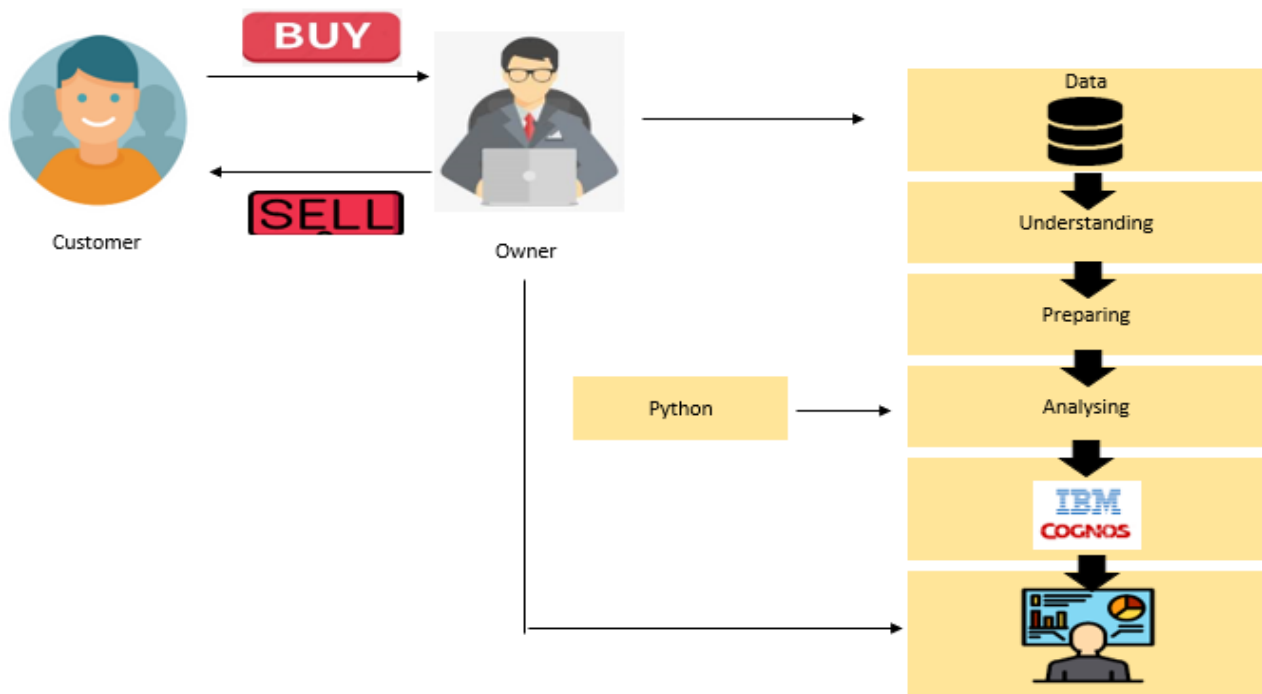 BUY
SELL
Customer
Owner
Data
Understanding
Preparing
Python
Analysing
IBM
COGNOS